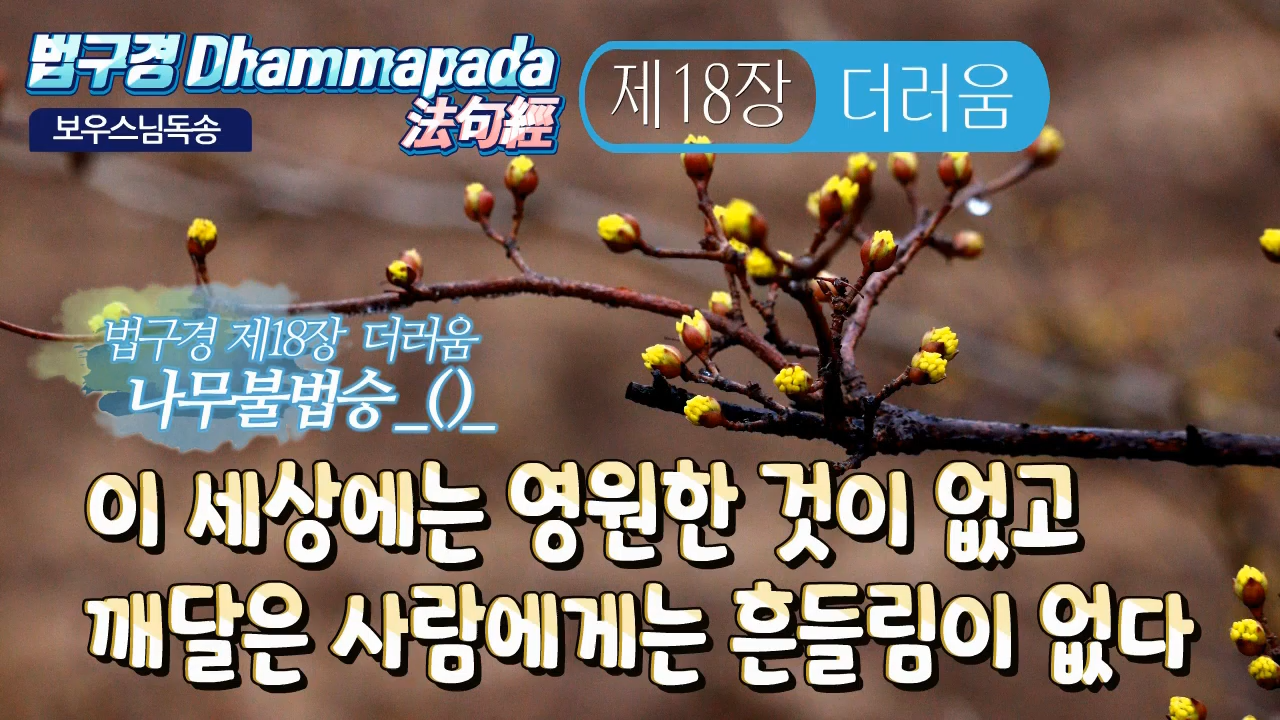 법구경 Dhammapada
法句經
보우스님독송
제18장 더러움
법구경 제18장 더러움
나무불법승_()_
이 세상에는 영원한 것이 없고
깨달은 사람에게는 흔들림이 없다